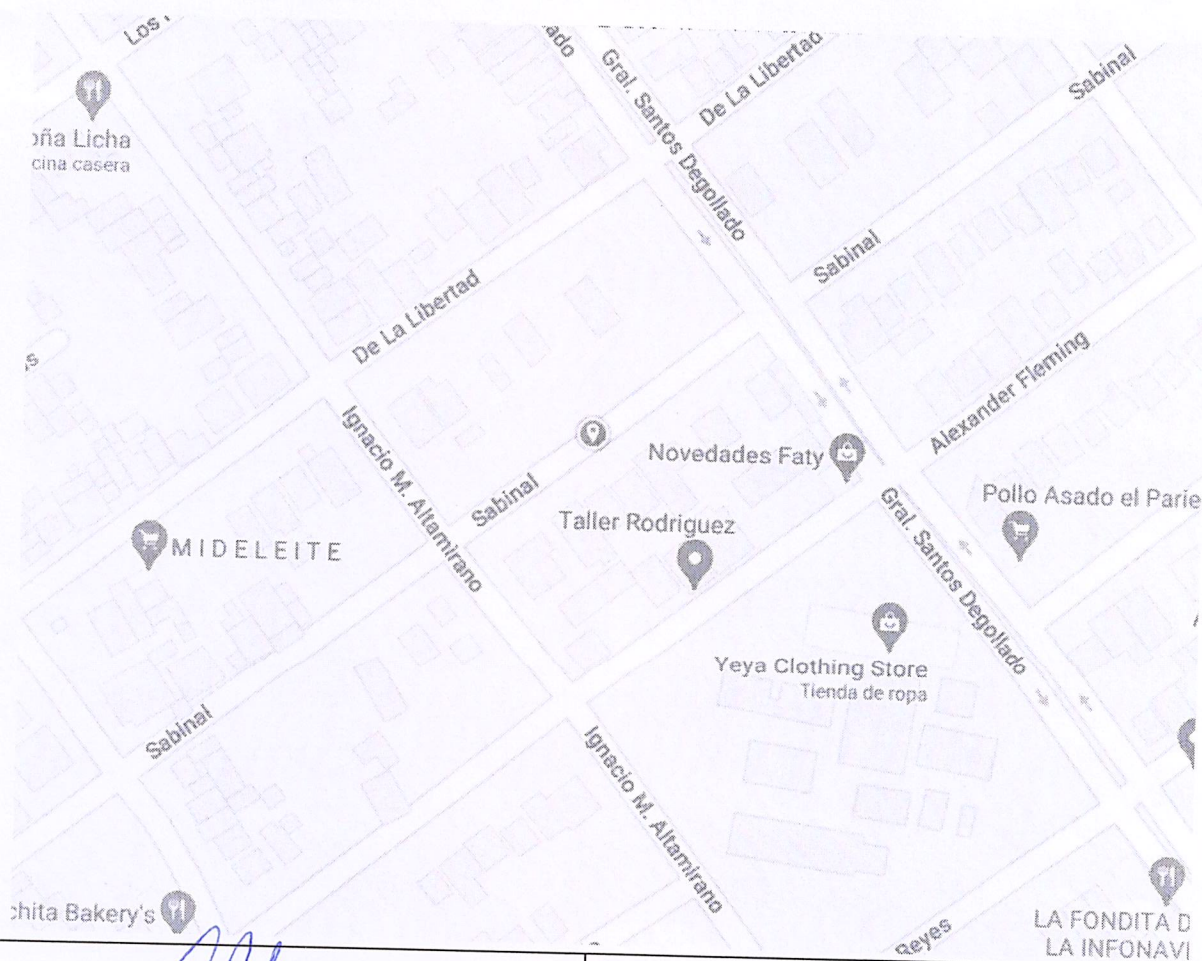 Los
Gral. Santos Degollado
De La Libertad
Sabinal
oña Licha
cina casera
Sabinal
De La Libertad
Alexander Fleming
Ignacio M. Altamirano
Sabinal
Novedades Faty
Pollo Asado el Parie
Taller Rodriguez
MIDELEITE
Gral. Santos Degollado
Yeya Clothing Store
Tienda de ropa
Sabinal
Ignacio M. Altamirano
chita Bakery's
Reyes
LA FONDITA D
LA INFONAVI